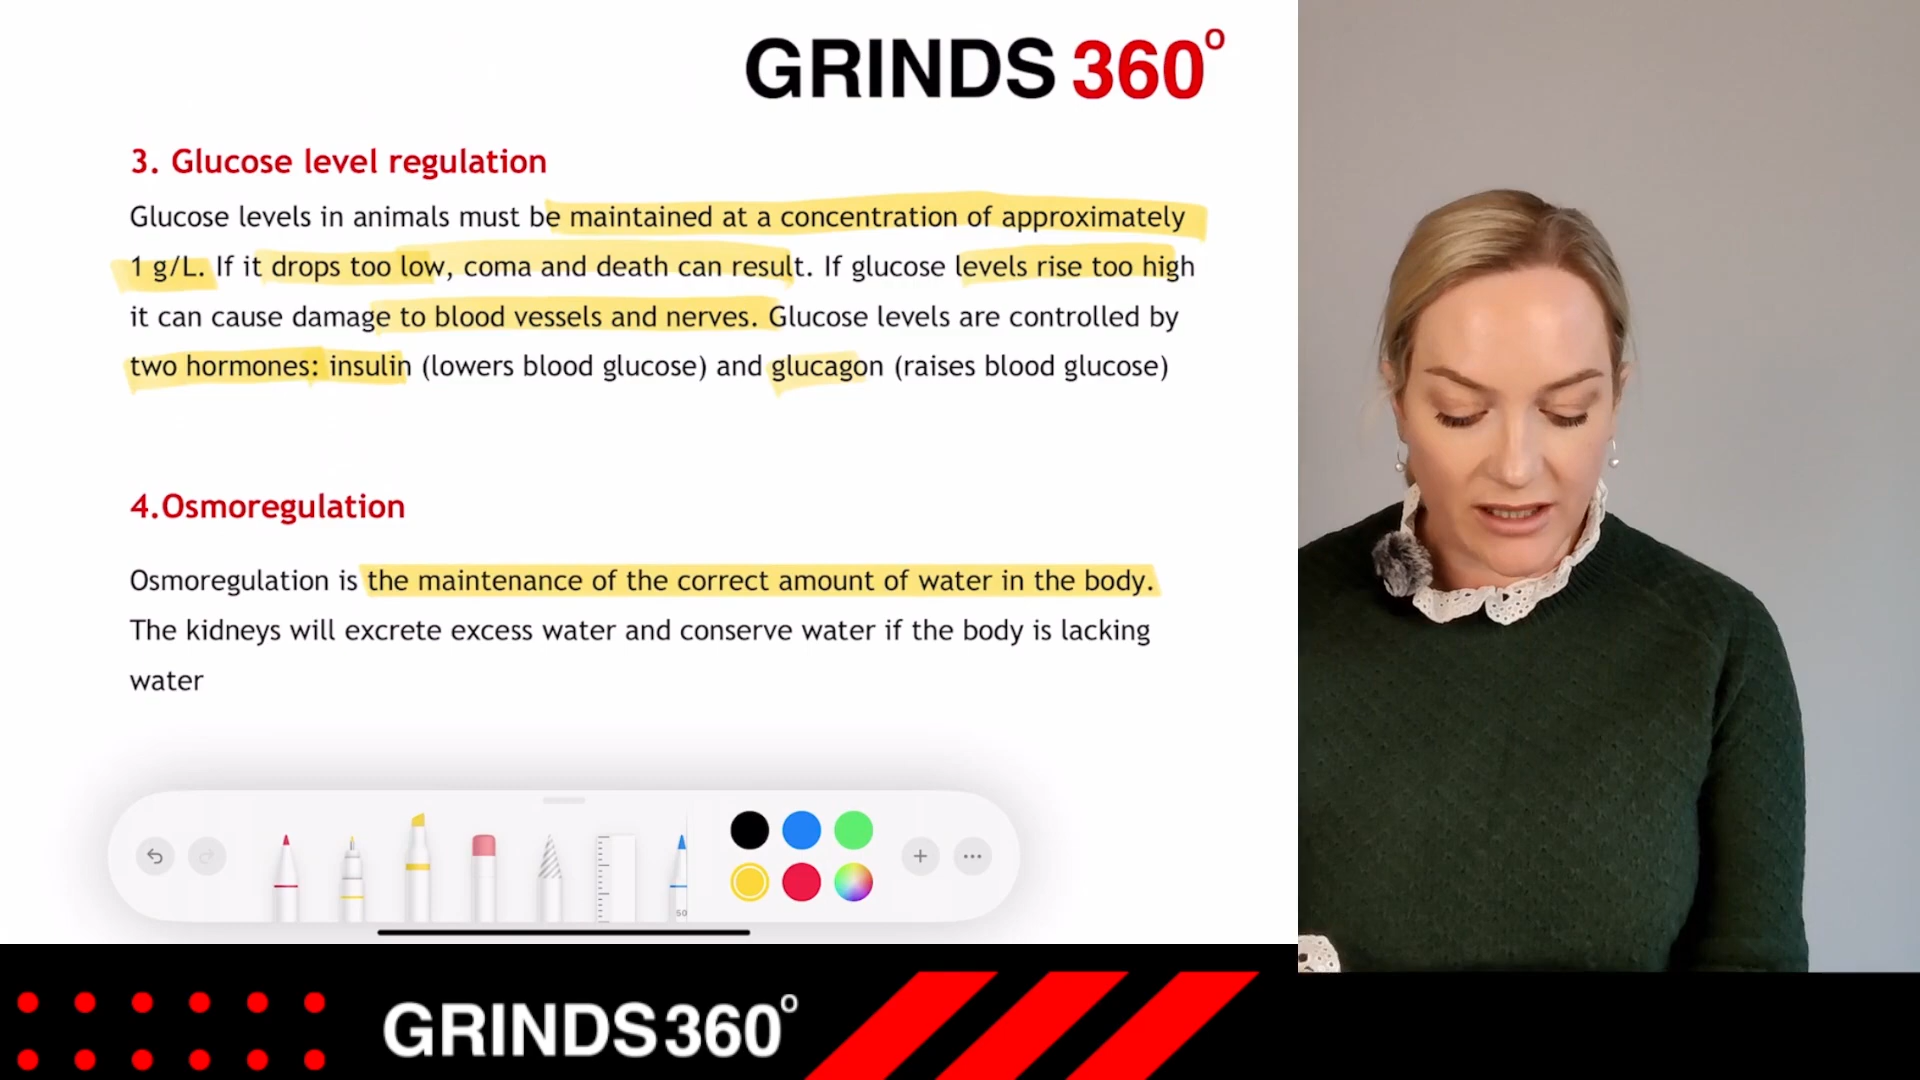 GRINDS 360°
3. Glucose level regulation
Glucose levels in animals must be maintained at a concentration of approximately
1 g/L. If it drops too low, coma and death can result. If glucose levels rise too high
it can cause damage to blood vessels and nerves. Glucose levels are controlled by
two hormones: insulin (lowers blood glucose) and glucagon (raises blood glucose)
4.Osmoregulation
Osmoregulation is the maintenance of the correct amount of water in the body.
The kidneys will excrete excess water and conserve water if the body is lacking
water
50
GRINDS360°